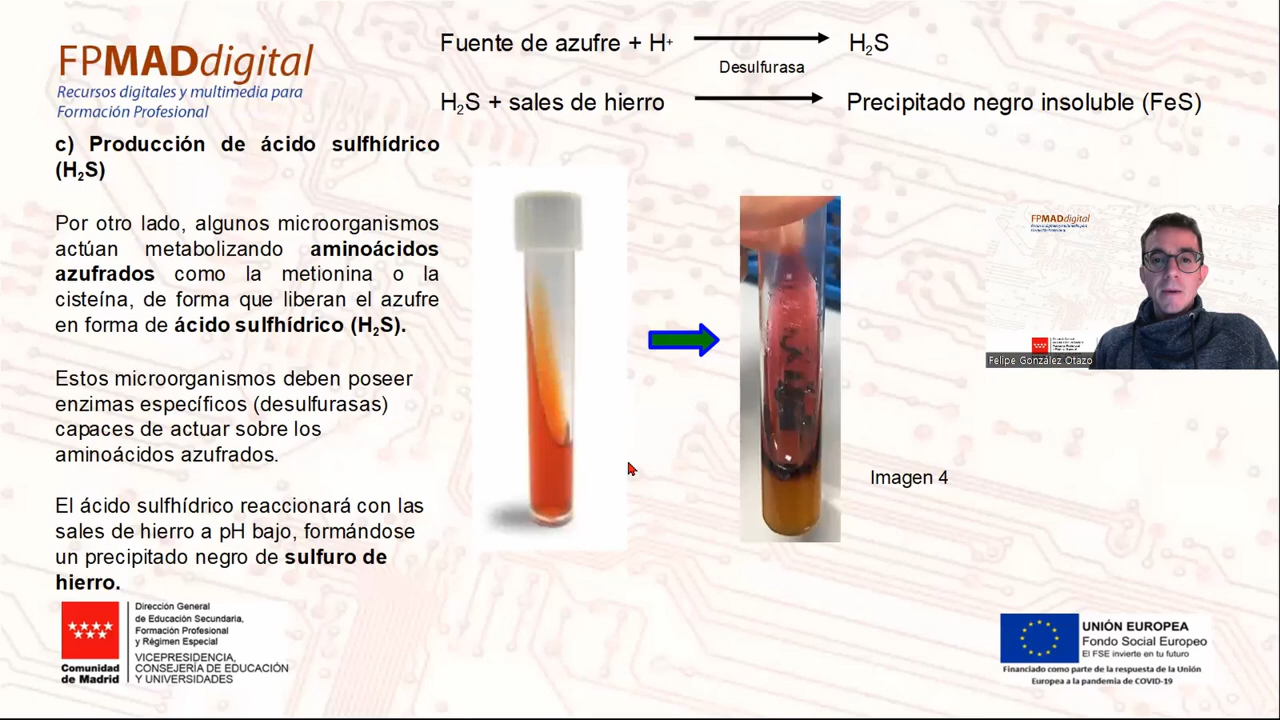 FPMADdigital
Recursos digitales y multimedia para
Formación Profesional
Fuente de azufre + H+ H2S
Desulfurasa
H2S + sales de hierro Precipitado negro insoluble (FeS)
c) Producción de ácido sulfhídrico
(H2S)
Por otro lado, algunos microorganismos
actúan metabolizando aminoácidos
azufrados como la metionina o la
cisteína, de forma que liberan el azufre
en forma de ácido sulfhídrico (H2S).
Estos microorganismos deben poseer
enzimas específicos (desulfurasas)
capaces de actuar sobre los
aminoácidos azufrados.
El ácido sulfhídrico reaccionará con las
sales de hierro a pH bajo, formándose
un precipitado negro de sulfuro de
hierro.
Imagen 4
FPMADdigital
Felipe González Otazo
Comunidad
de Madrid
Dirección General
de Educación Secundaria,
Formación Profesional
y Régimen Especial
VICEPRESIDENCIA,
CONSEJERÍA DE EDUCACIÓN
Y UNIVERSIDADES
UNIÓN EUROPEA
Fondo Social Europeo
El FSE invierte en tu futuro
Financiado como parte de la respuesta de la Unión
Europea a la pandemia de COVID-19